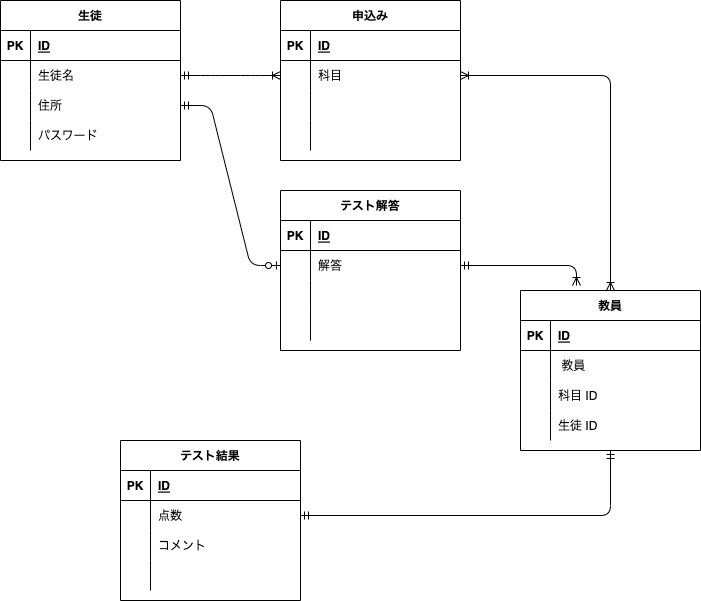 生徒
PK ID
生徒名
住所
パスワード
申込み
PK ID
科目
テスト解答
PK ID
解答
教員
PK ID
教員
科目 ID
生徒 ID
テスト結果
PK ID
点数
コメント